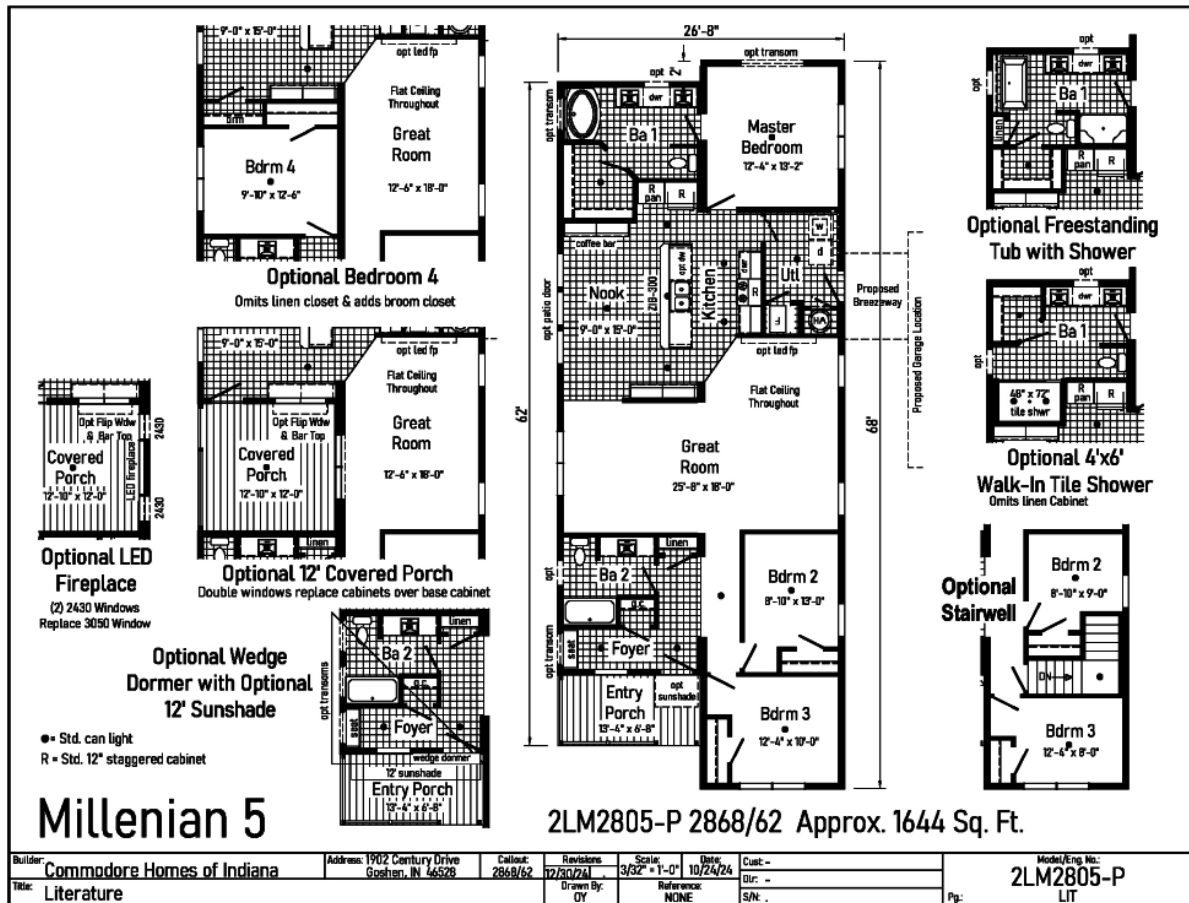 9'-0" x 15'-0"
opt led fp
Flat Ceiling
Throughout
Great
Room
12'-6" x 18'-0"
brm
Bdrm 4
9'-10" x 12'-6"
Optional Bedroom 4
Omits linen closet & adds broom closet
9'-0" x 15'-0"
opt led fp
Flat Ceiling
Throughout
Great
Room
12'-6" x 18'-0"
Opt Flip Wdw
& Bar Top
Covered
Porch
12'-10" x 12'-0"
linen
Optional 12' Covered Porch
Double windows replace cabinets over base cabinet
Opt Flip Wdw
& Bar Top
Covered
Porch
12'-10" x 12'-0"
LED fireplace
2430
2430
Optional LED
Fireplace
(2) 2430 Windows
Replace 3050 Window
Optional Wedge
Dormer with Optional
12' Sunshade
opt transoms
linen
Ba 2
o.c.
seat
Foyer
wedge dormer
12' sunshade
Entry Porch
13'-4" x 6'-8"
● = Std. can light
R = Std. 12" staggered cabinet
26'-8"
opt transom
2'
opt
dwr
opt transom
Ba 1
Master
Bedroom
12'-4" x 13'-2"
R
pan
R
coffee bar
opt patio door
Nook
9'-0" x 15'-0"
ZIB-300
opt dw
Kitchen
dwr
R
w
d
Utl
F
HW
Proposed
Breezeway
Proposed Garage Location
opt led fp
Flat Ceiling
Throughout
62'
68'
Great
Room
25'-8" x 18'-0"
linen
opt
Ba 2
o.c.
Bdrm 2
8'-10" x 13'-0"
opt transom
seat
Foyer
opt
sunshade
Entry
Porch
13'-4" x 6'-8"
Bdrm 3
12'-4" x 10'-0"
opt
opt
dwr
Ba 1
linen
R
pan
R
Optional Freestanding
Tub with Shower
opt
dwr
Ba 1
opt
48" x 72"
tile shwr
R
pan
R
Optional 4'x6'
Walk-In Tile Shower
Omits linen Cabinet
Optional
Stairwell
Bdrm 2
8'-10" x 9'-0"
DN
Bdrm 3
12'-4" x 8'-0"
Millenian 5
2LM2805-P 2868/62 Approx. 1644 Sq. Ft.
Builder: Commodore Homes of Indiana
Address: 1902 Century Drive
Goshen, IN 46528
Callout:
2868/62
Revisions
12/30/24
Scale:
3/32" = 1'-0"
Date:
10/24/24
Cust: -
Dlr: -
S/N: .
Model/Eng. No.:
2LM2805-P
Title: Literature
Drawn By:
OY
Reference:
NONE
Pg.:
LIT